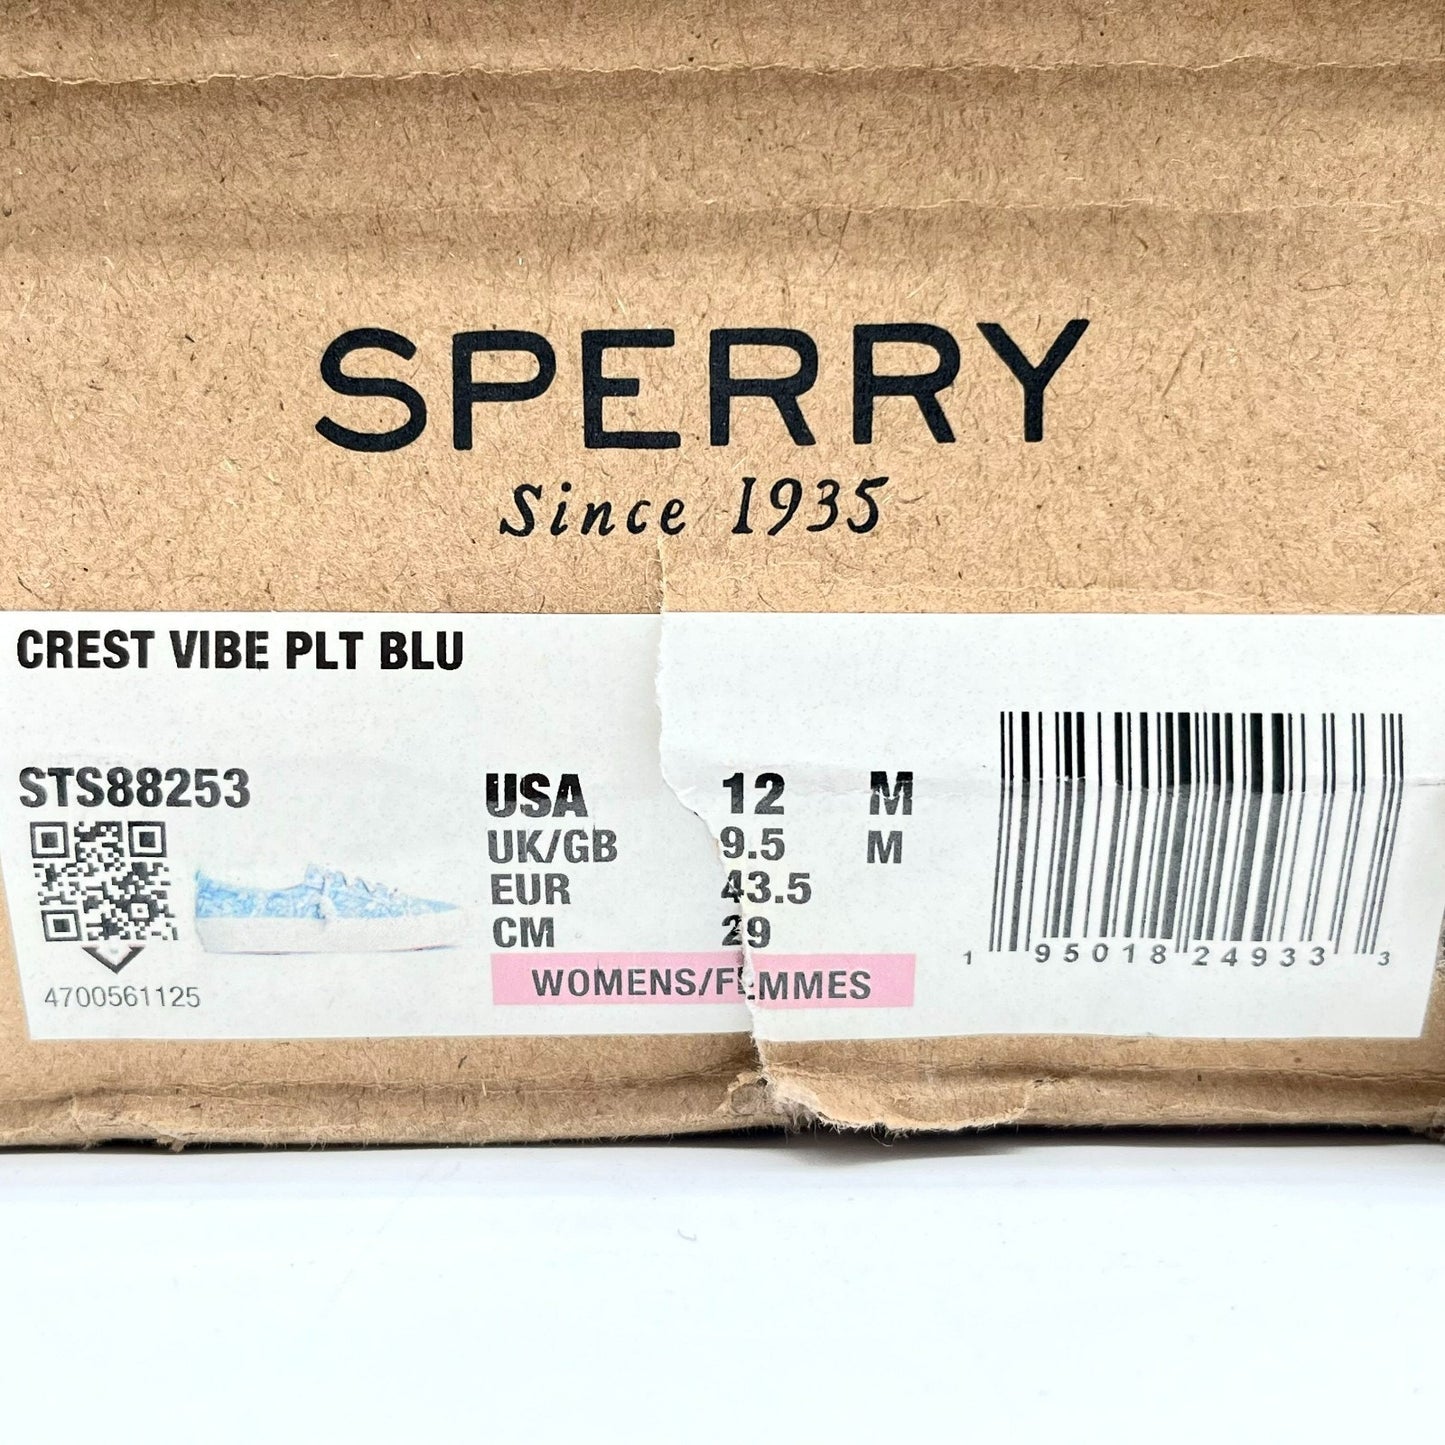 SPERRY
Since 1935
CREST VIBE PLT BLU
STS88253
USA 12 M
UK/GB 9.5 M
EUR 43.5
CM 29
WOMENS/FEMMES
4700561125
1 95018 24933 3